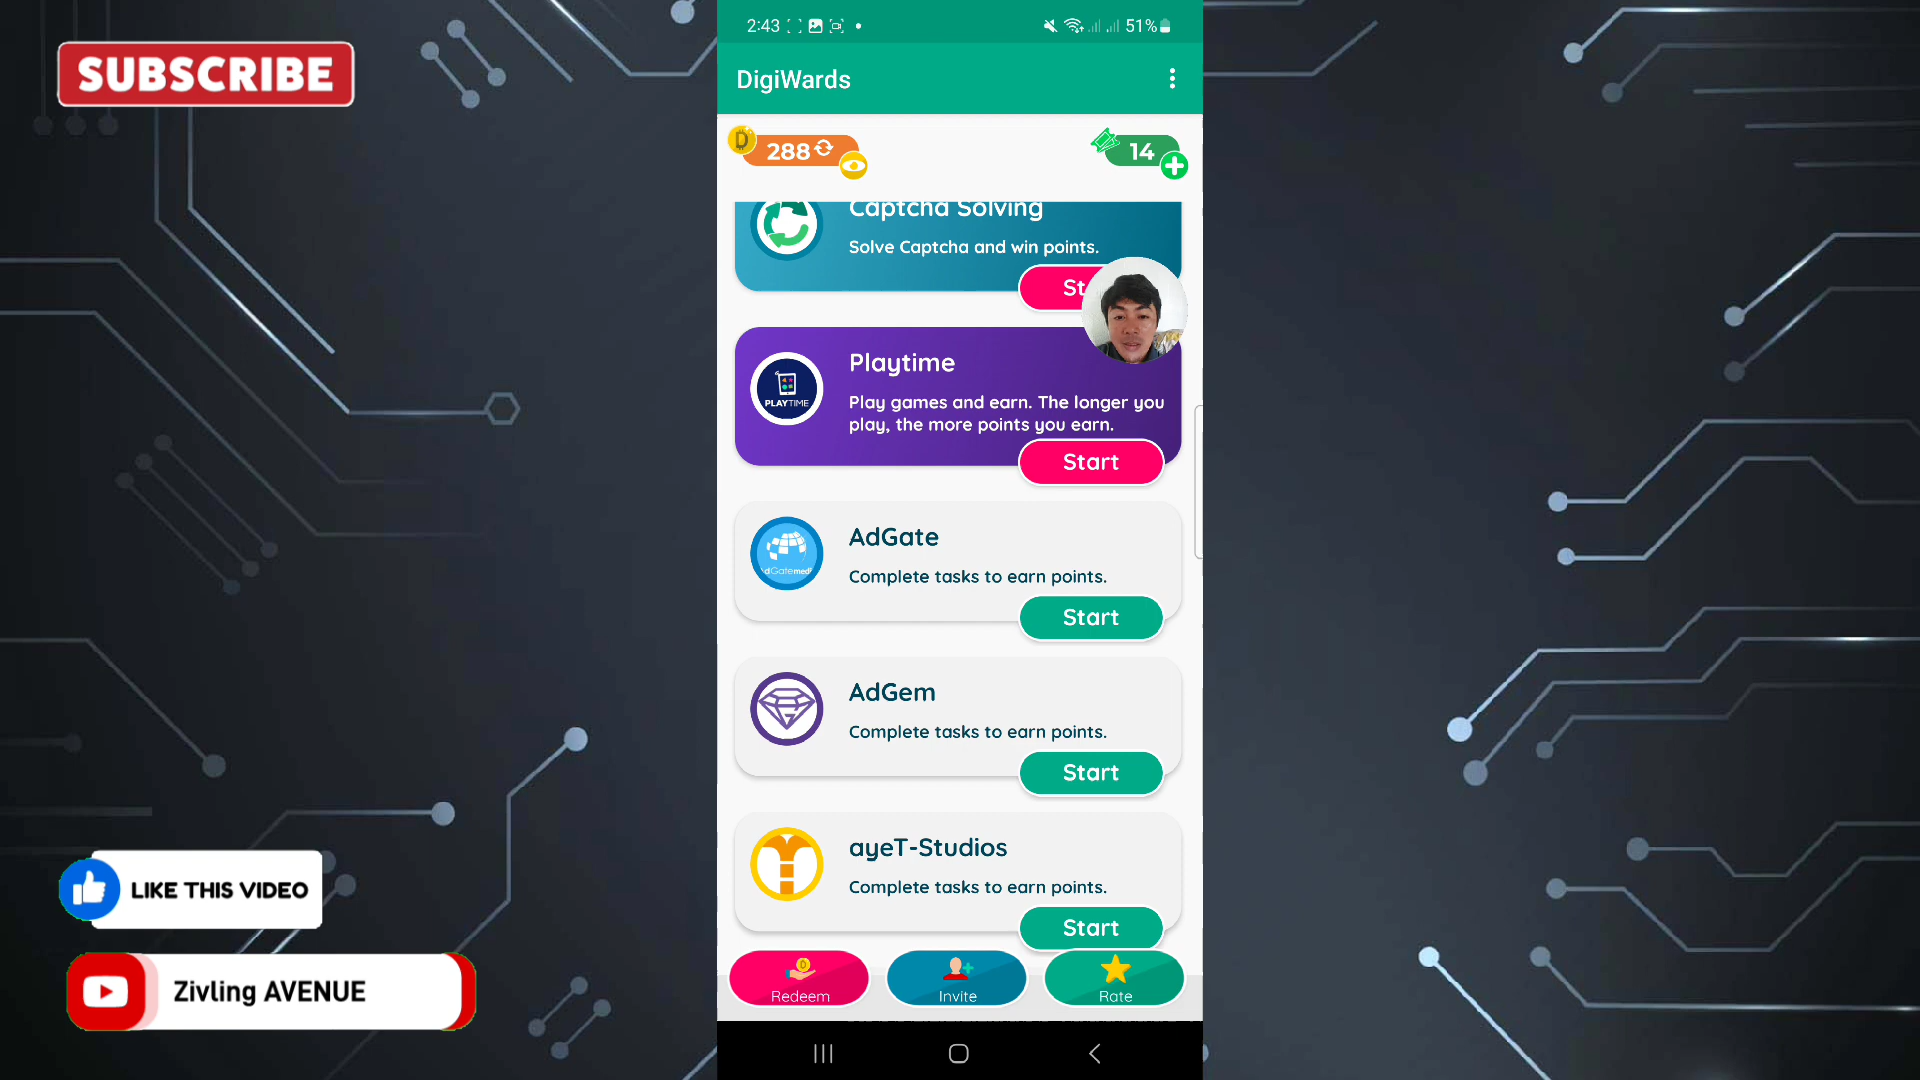 SUBSCRIBE
2:43
51%
DigiWards
288
14
Captcha Solving
Solve Captcha and win points.
St
Playtime
PLAYTIME
Play games and earn. The longer you
play, the more points you earn.
Start
AdGate
dGatemedi
Complete tasks to earn points.
Start
AdGem
Complete tasks to earn points.
Start
ayeT-Studios
Complete tasks to earn points.
Start
LIKE THIS VIDEO
Zivling AVENUE
Redeem
Invite
Rate